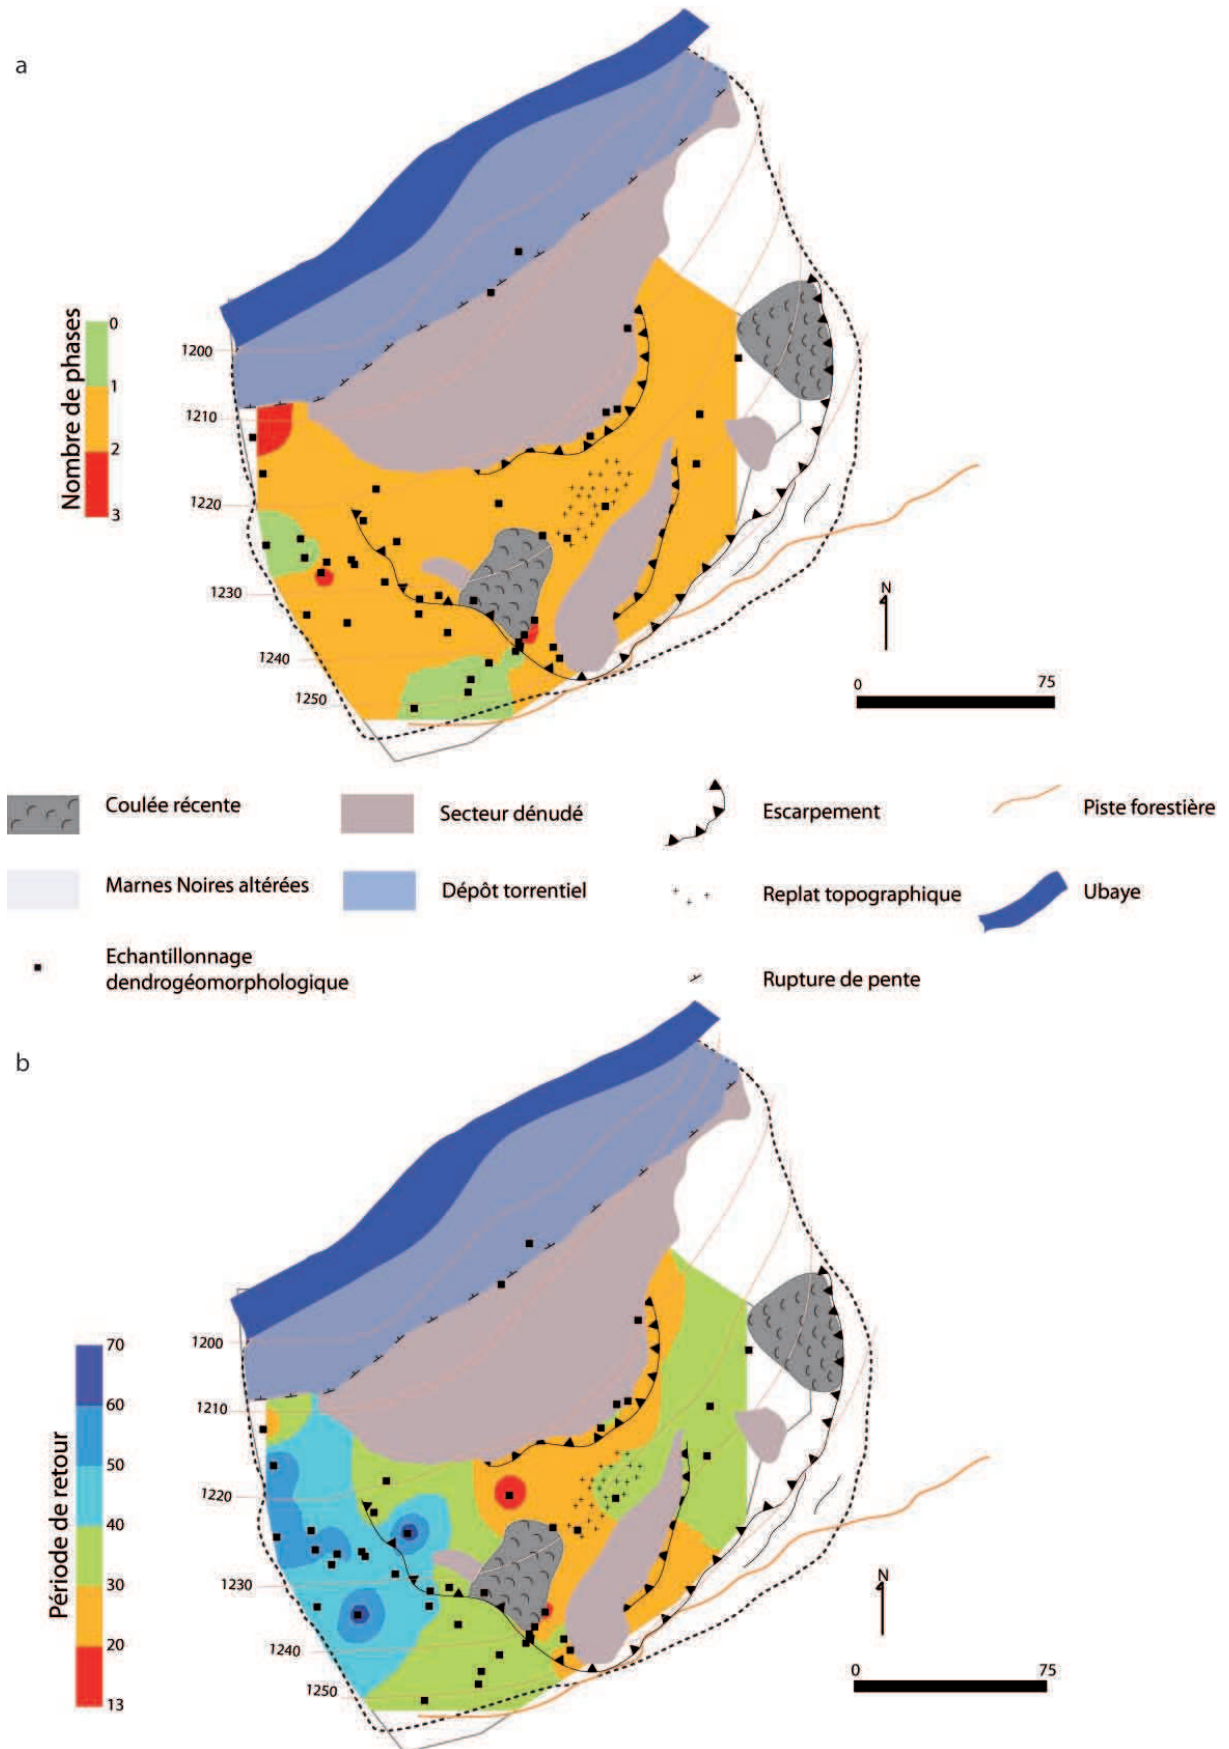 a
Nombre de phases
0
1
2
3
1200
1210
1220
1230
1240
1250
N
0 75
Coulée récente
Secteur dénudé
Escarpement
Piste forestière
Marnes Noires altérées
Dépôt torrentiel
Replat topographique
Ubaye
Echantillonnage
dendrogéomorphologique
Rupture de pente
b
Période de retour
70
60
50
40
30
20
13
1200
1210
1220
1230
1240
1250
N
0 75